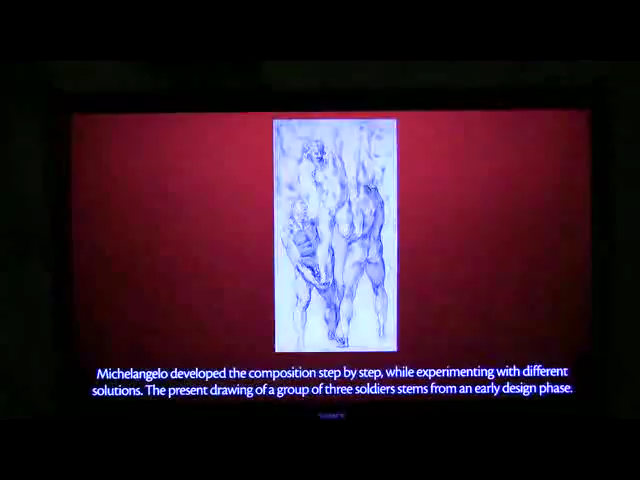 Michelangelo developed the composition step by step, while experimenting with different
solutions. The present drawing of a group of three soldiers stems from an early design phase.